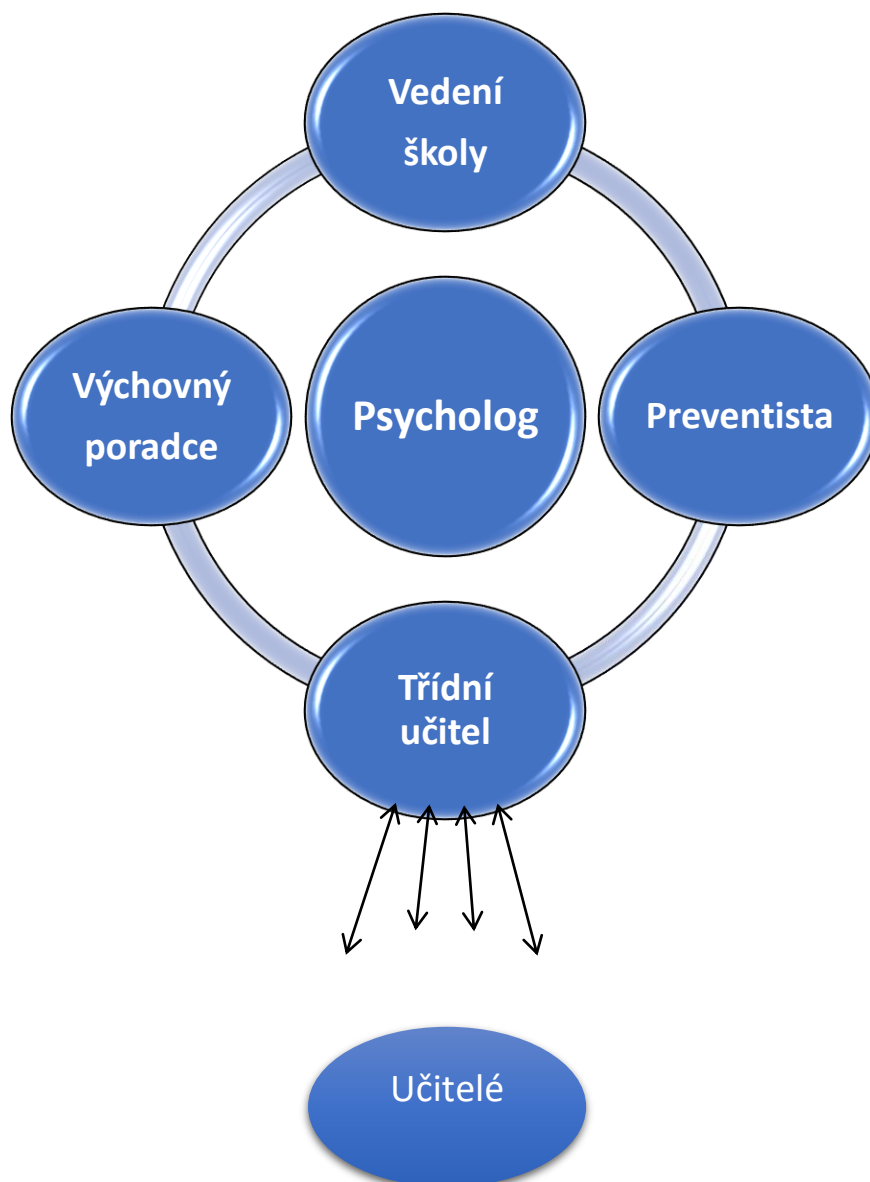 Vedení
školy
Výchovný
poradce
Psycholog
Preventista
Třídní
učitel
Učitelé